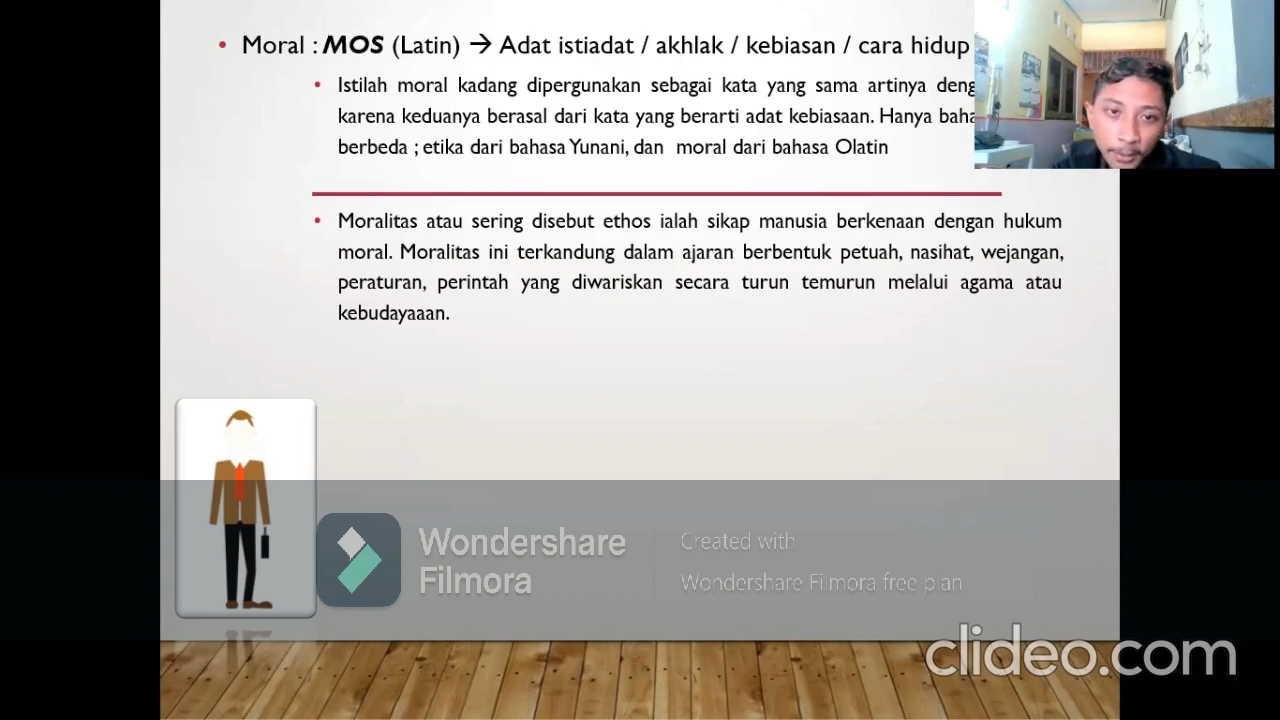 • Moral : MOS (Latin) → Adat istiadat / akhlak / kebiasan / cara hidup
• Istilah moral kadang dipergunakan sebagai kata yang sama artinya
karena keduanya berasal dari kata yang berarti adat kebiasaan. Hanya
berbeda ; etika dari bahasa Yunani, dan moral dari bahasa Olatin
• Moralitas atau sering disebut ethos ialah sikap manusia berkenaan dengan hukum
moral. Moralitas ini terkandung dalam ajaran berbentuk petuah, nasihat, wejangan,
peraturan, perintah yang diwariskan secara turun temurun melalui agama atau
kebudayaaan.
Wondershare
Filmora
Created with
Wondershare Filmora free plan
clideo.com